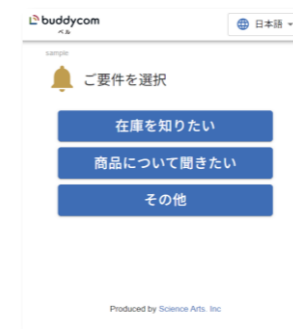 buddycom
ベル
日本語
sample
ご要件を選択
在庫を知りたい
商品について聞きたい
その他
Produced by Science Arts. Inc